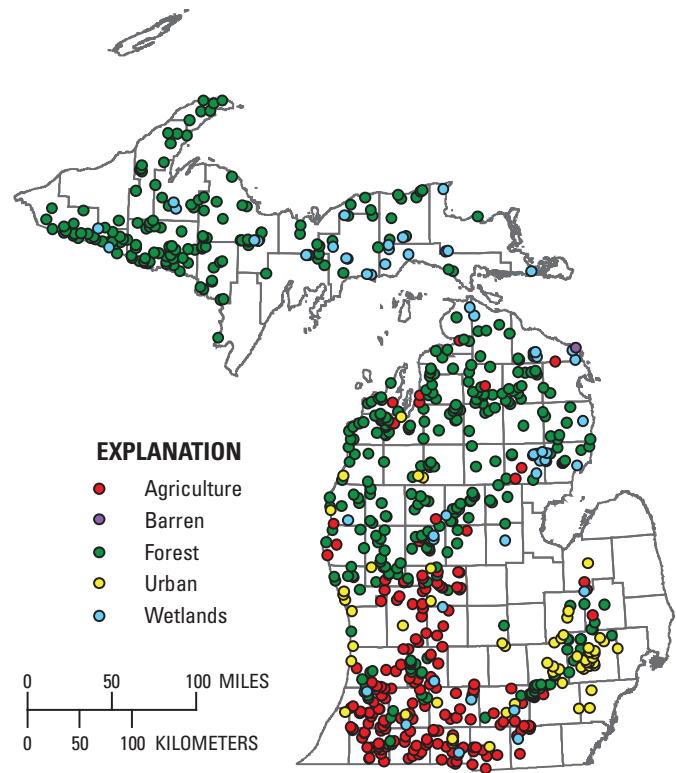 EXPLANATION
Agriculture
Barren
Forest
Urban
Wetlands
0 50 100 MILES
0 50 100 KILOMETERS